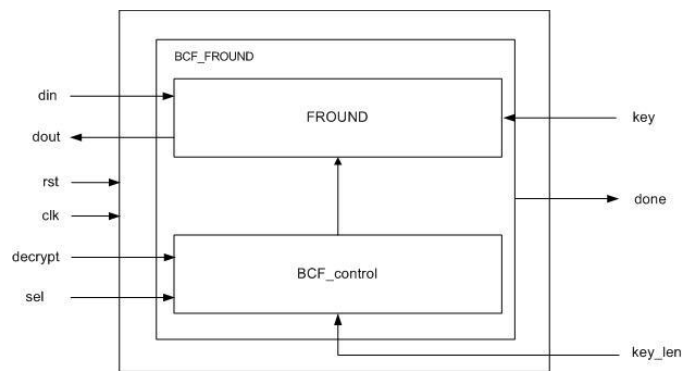 BCF_FROUND
din
FROUND
key
dout
rst
done
clk
decrypt
BCF_control
sel
key_len